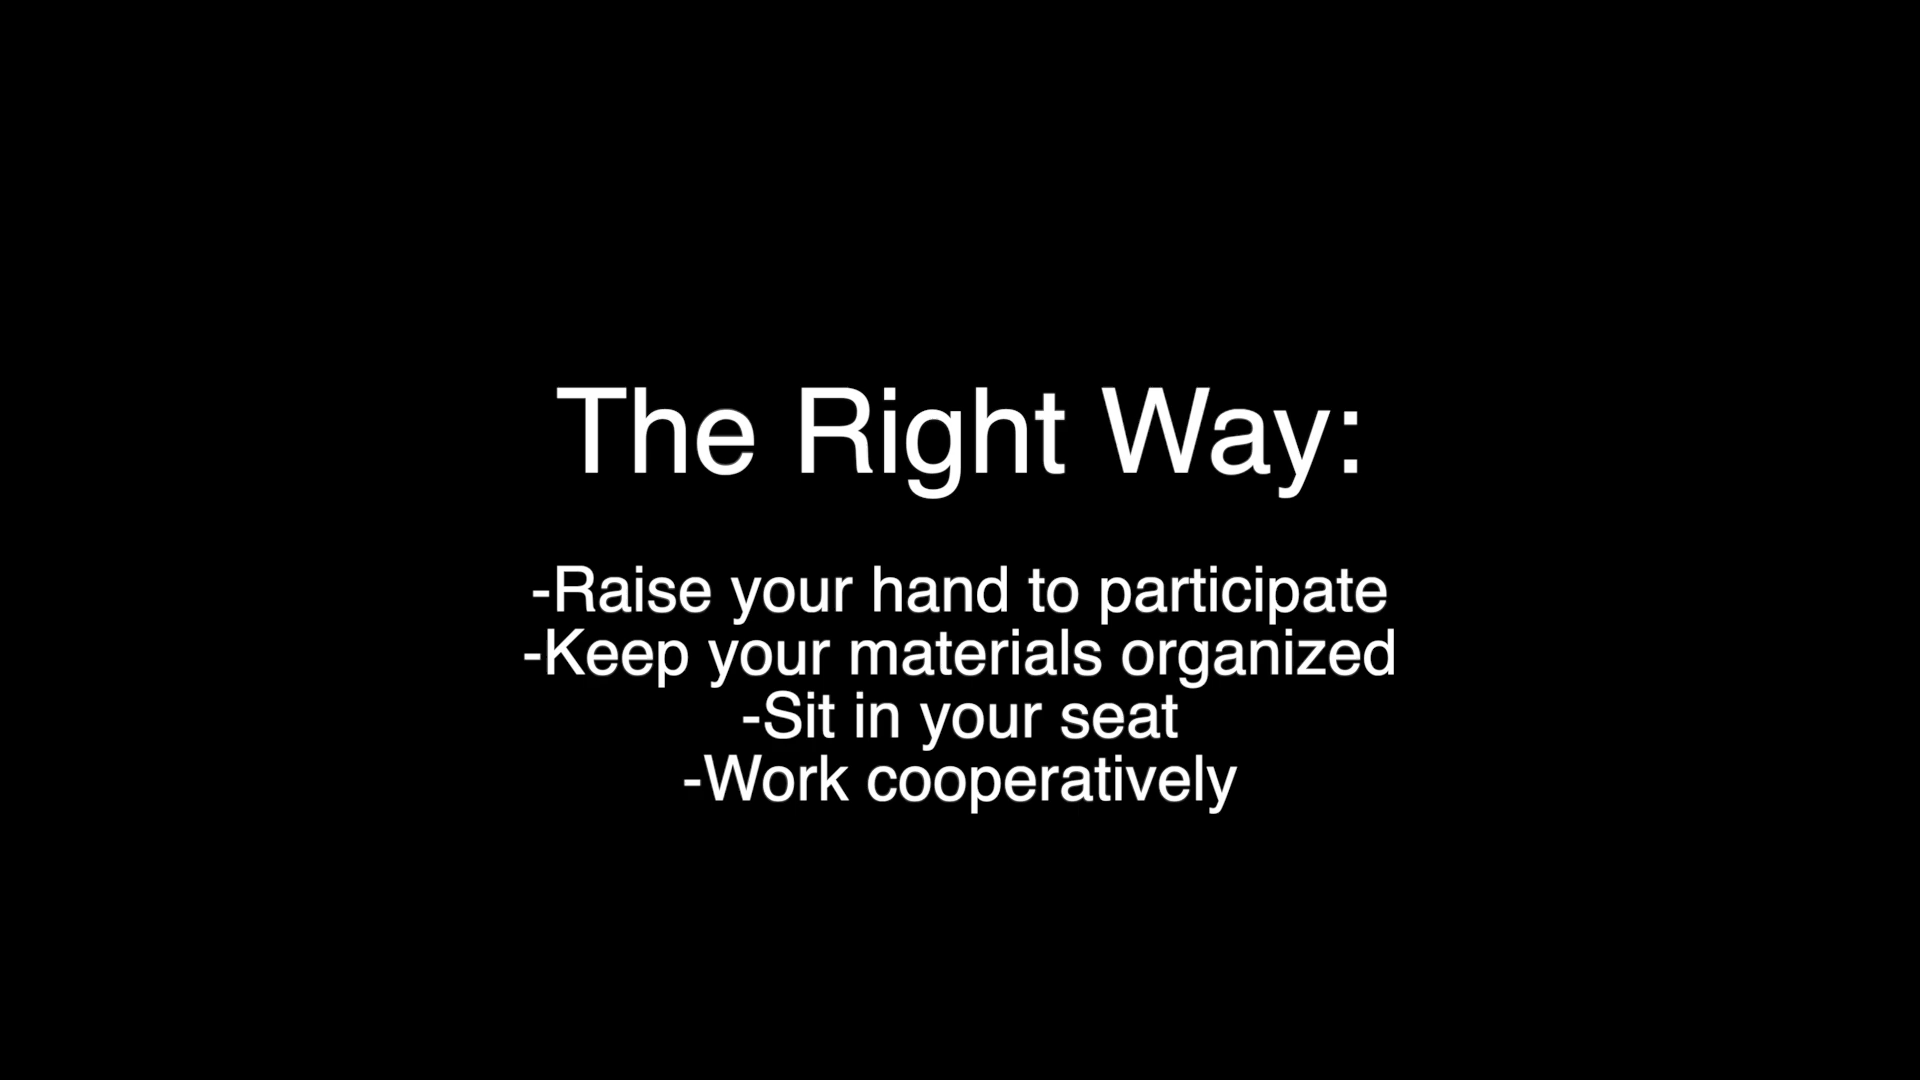 The Right Way:
-Raise your hand to participate
-Keep your materials organized
-Sit in your seat
-Work cooperatively